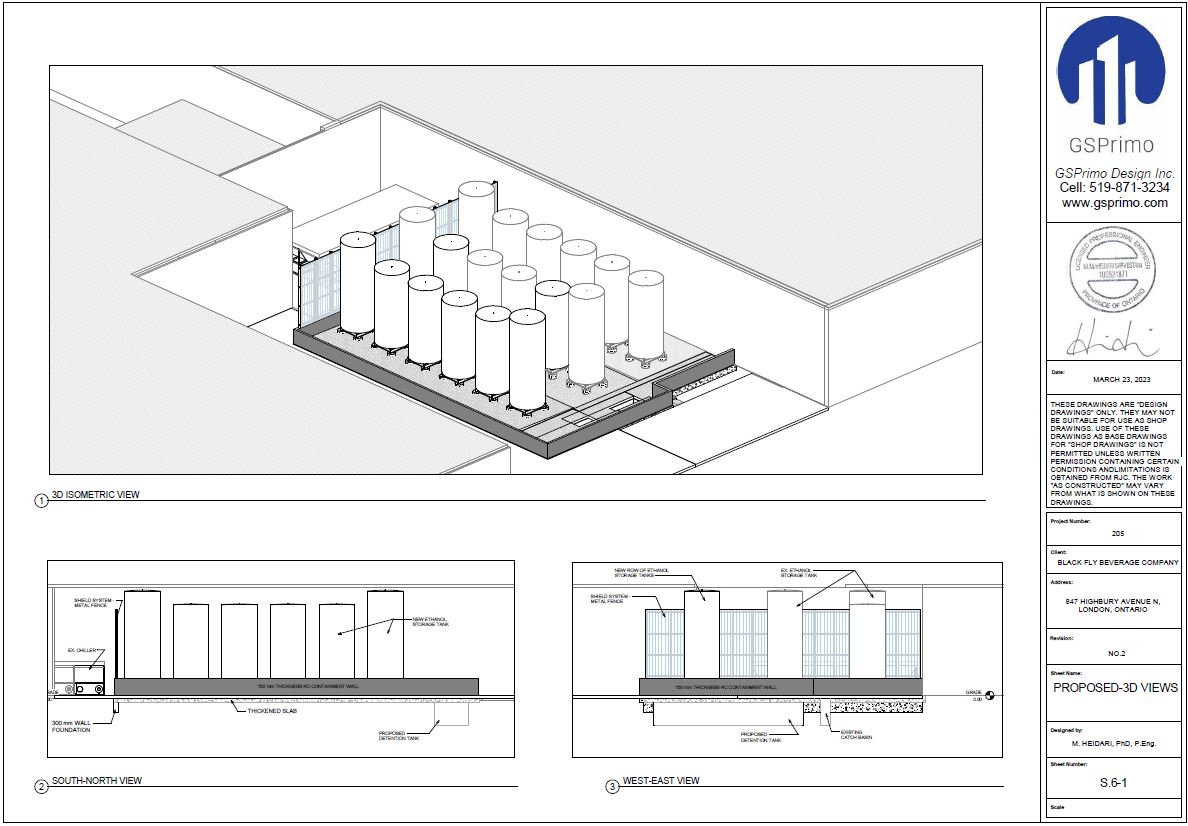 1
3D ISOMETRIC VIEW
SHIELD SYSTEM -
METAL FENCE
NEW ETHANOL
STORAGE TANK
EX. CHILLER
150 mm THICKNESS RC CONTAINMENT WALL
300 mm WALL
FOUNDATION
THICKENED SLAB
PROPOSED
DETENTION TANK
2
SOUTH-NORTH VIEW
NEW ROW OF ETHANOL
STORAGE TANKS
EX. ETHANOL
STORAGE TANK
SHIELD SYSTEM -
METAL FENCE
150 mm THICKNESS RC CONTAINMENT WALL
GRADE
0.00
PROPOSED
DETENTION TANK
EXISTING
CATCH BASIN
3
WEST-EAST VIEW
GSPrimo
GSPrimo Design Inc.
Cell: 519-871-3234
www.gsprimo.com
LICENSED PROFESSIONAL ENGINEER
100521871
PROVINCE OF ONTARIO
Date:
MARCH 23, 2023
THESE DRAWINGS ARE "DESIGN
DRAWINGS" ONLY. THEY MAY NOT
BE SUITABLE FOR USE AS SHOP
DRAWINGS. USE OF THESE
DRAWINGS AS BASE DRAWINGS
FOR "SHOP DRAWINGS" IS NOT
PERMITTED UNLESS WRITTEN
PERMISSION CONTAINING CERTAIN
CONDITIONS ANDLIMITATIONS IS
OBTAINED FROM RJC. THE WORK
"AS CONSTRUCTED" MAY VARY
FROM WHAT IS SHOWN ON THESE
DRAWINGS.
Project Number:
205
Client:
BLACK FLY BEVERAGE COMPANY
Address:
847 HIGHBURY AVENUE N,
LONDON, ONTARIO
Revision:
NO.2
Sheet Name:
PROPOSED-3D VIEWS
Designed by:
M. HEIDARI, PhD, P.Eng.
Sheet Number:
S.6-1
Scale